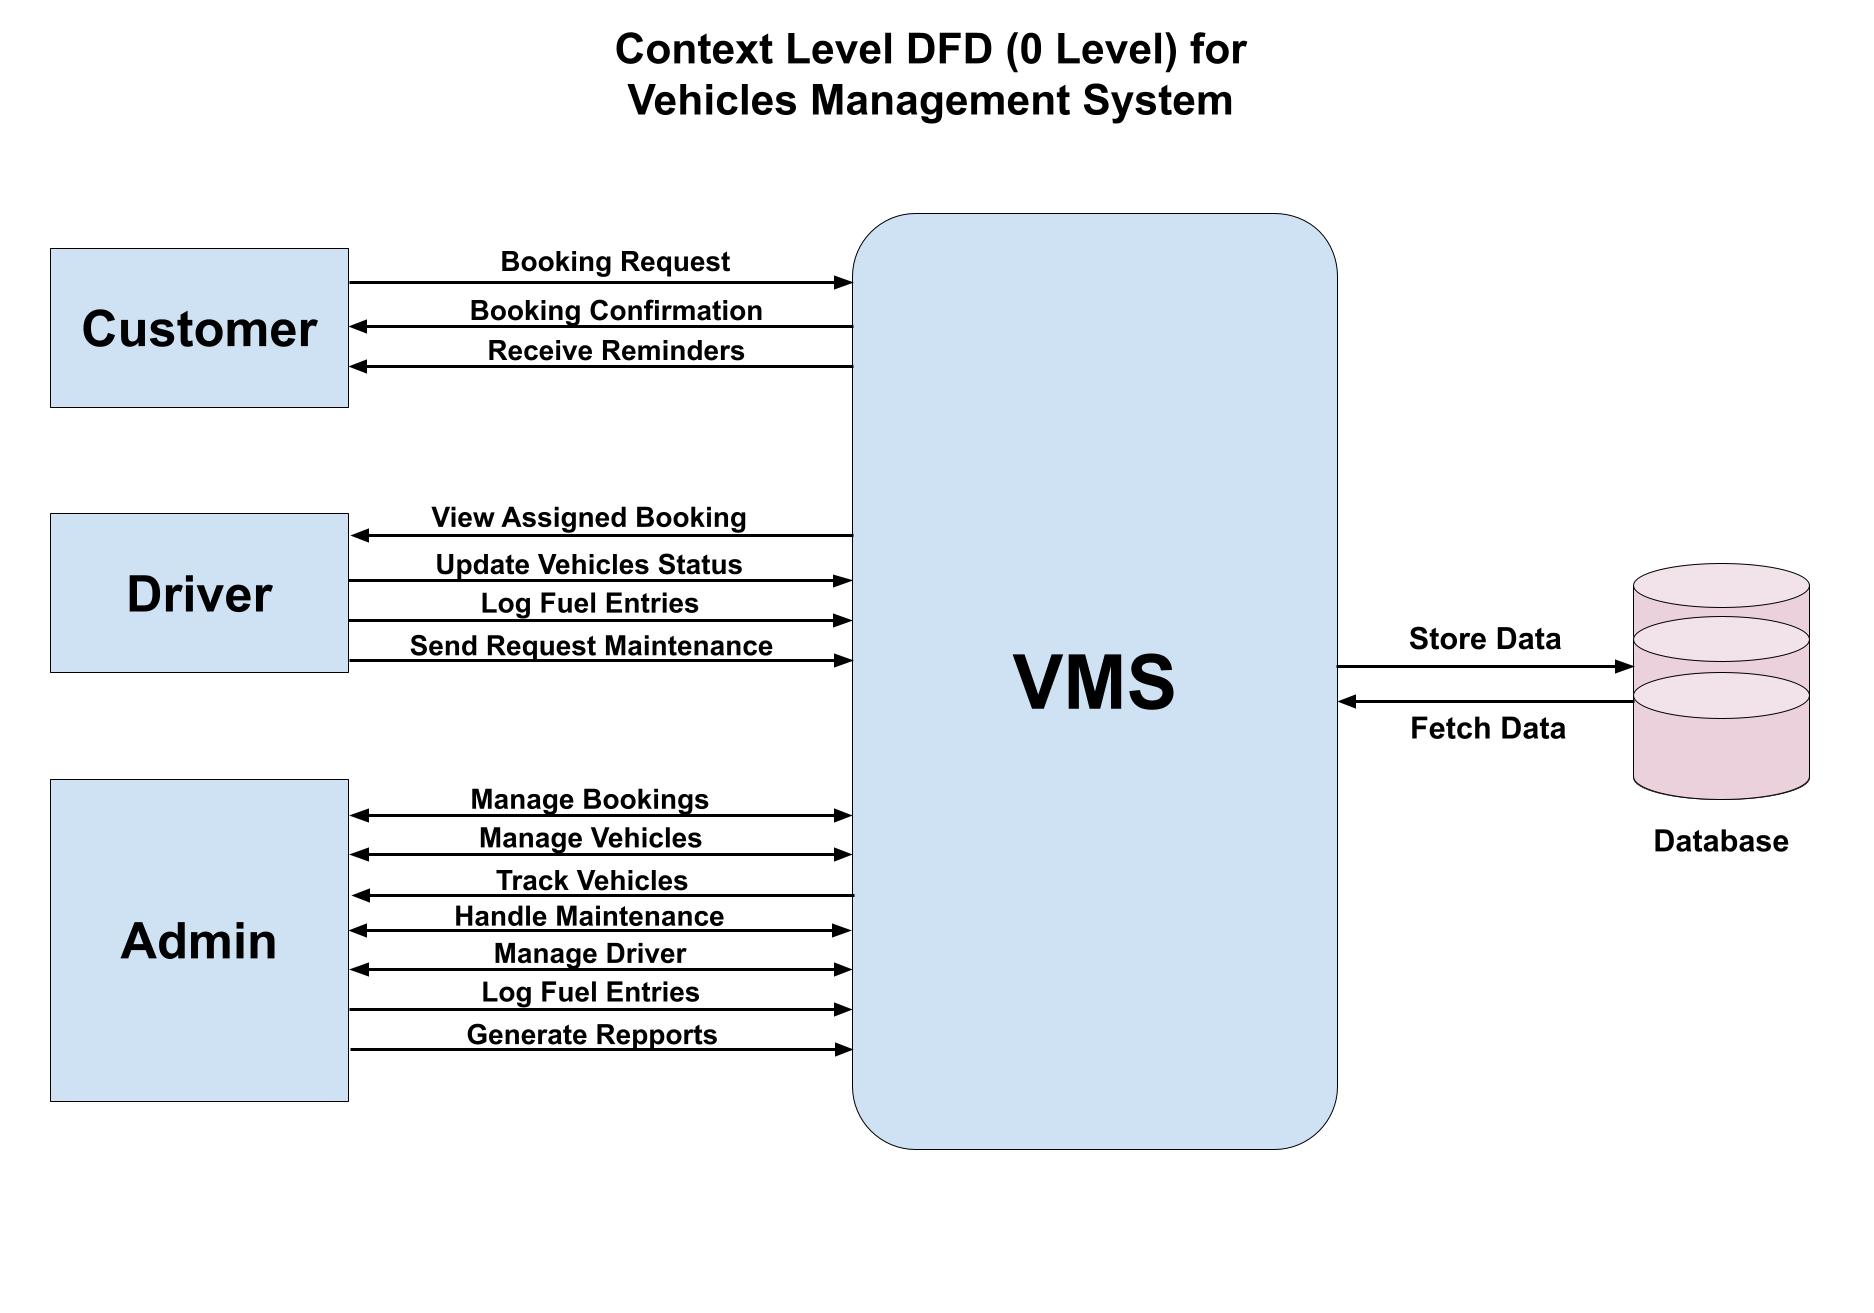 Context Level DFD (0 Level) for
Vehicles Management System
Customer
Booking Request
Booking Confirmation
Receive Reminders
Driver
View Assigned Booking
Update Vehicles Status
Log Fuel Entries
Send Request Maintenance
Admin
Manage Bookings
Manage Vehicles
Track Vehicles
Handle Maintenance
Manage Driver
Log Fuel Entries
Generate Repports
VMS
Store Data
Fetch Data
Database